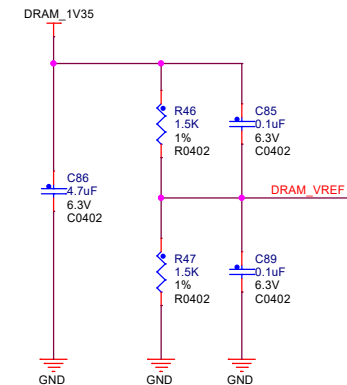 DRAM_1V35
R46
1.5K
1%
R0402
C85
0.1uF
6.3V
C0402
C86
4.7uF
6.3V
C0402
DRAM_VREF
R47
1.5K
1%
R0402
C89
0.1uF
6.3V
C0402
GND
GND
GND